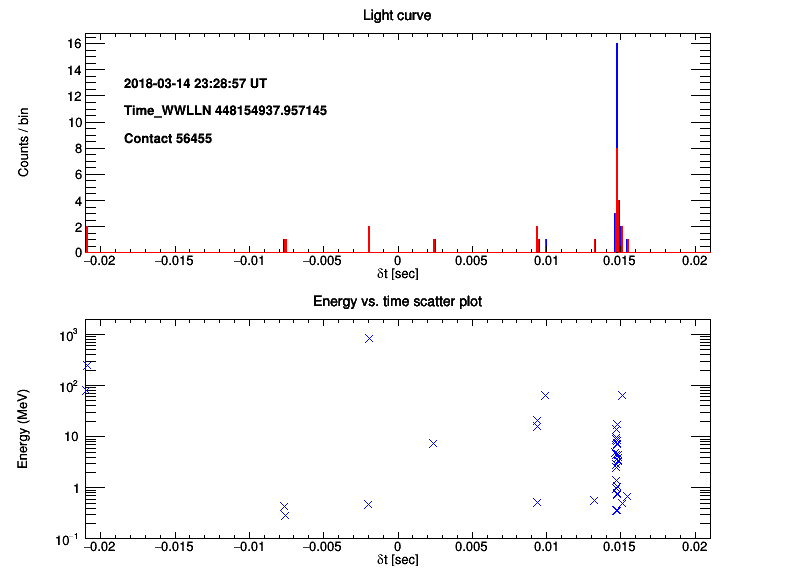 Light curve
Counts / bin
16
14
12
10
8
6
4
2
0
2018-03-14 23:28:57 UT
Time_WWLLN 448154937.957145
Contact 56455
−0.02 −0.015 −0.01 −0.005 0 0.005 0.01 0.015 0.02
δt [sec]
Energy vs. time scatter plot
Energy (MeV)
10³
10²
10
1
10⁻¹
−0.02 −0.015 −0.01 −0.005 0 0.005 0.01 0.015 0.02
δt [sec]